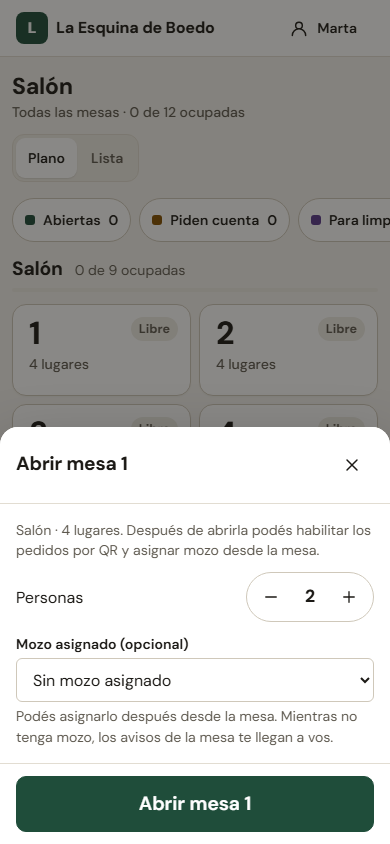 L La Esquina de Boedo Marta
Salón
Todas las mesas · 0 de 12 ocupadas
Plano Lista
Abiertas 0 Piden cuenta 0 Para limp
Salón 0 de 9 ocupadas
1 Libre 2 Libre
4 lugares 4 lugares
Abrir mesa 1
Salón · 4 lugares. Después de abrirla podés habilitar los
pedidos por QR y asignar mozo desde la mesa.
Personas 2
Mozo asignado (opcional)
Sin mozo asignado
Podés asignarlo después desde la mesa. Mientras no
tenga mozo, los avisos de la mesa te llegan a vos.
Abrir mesa 1